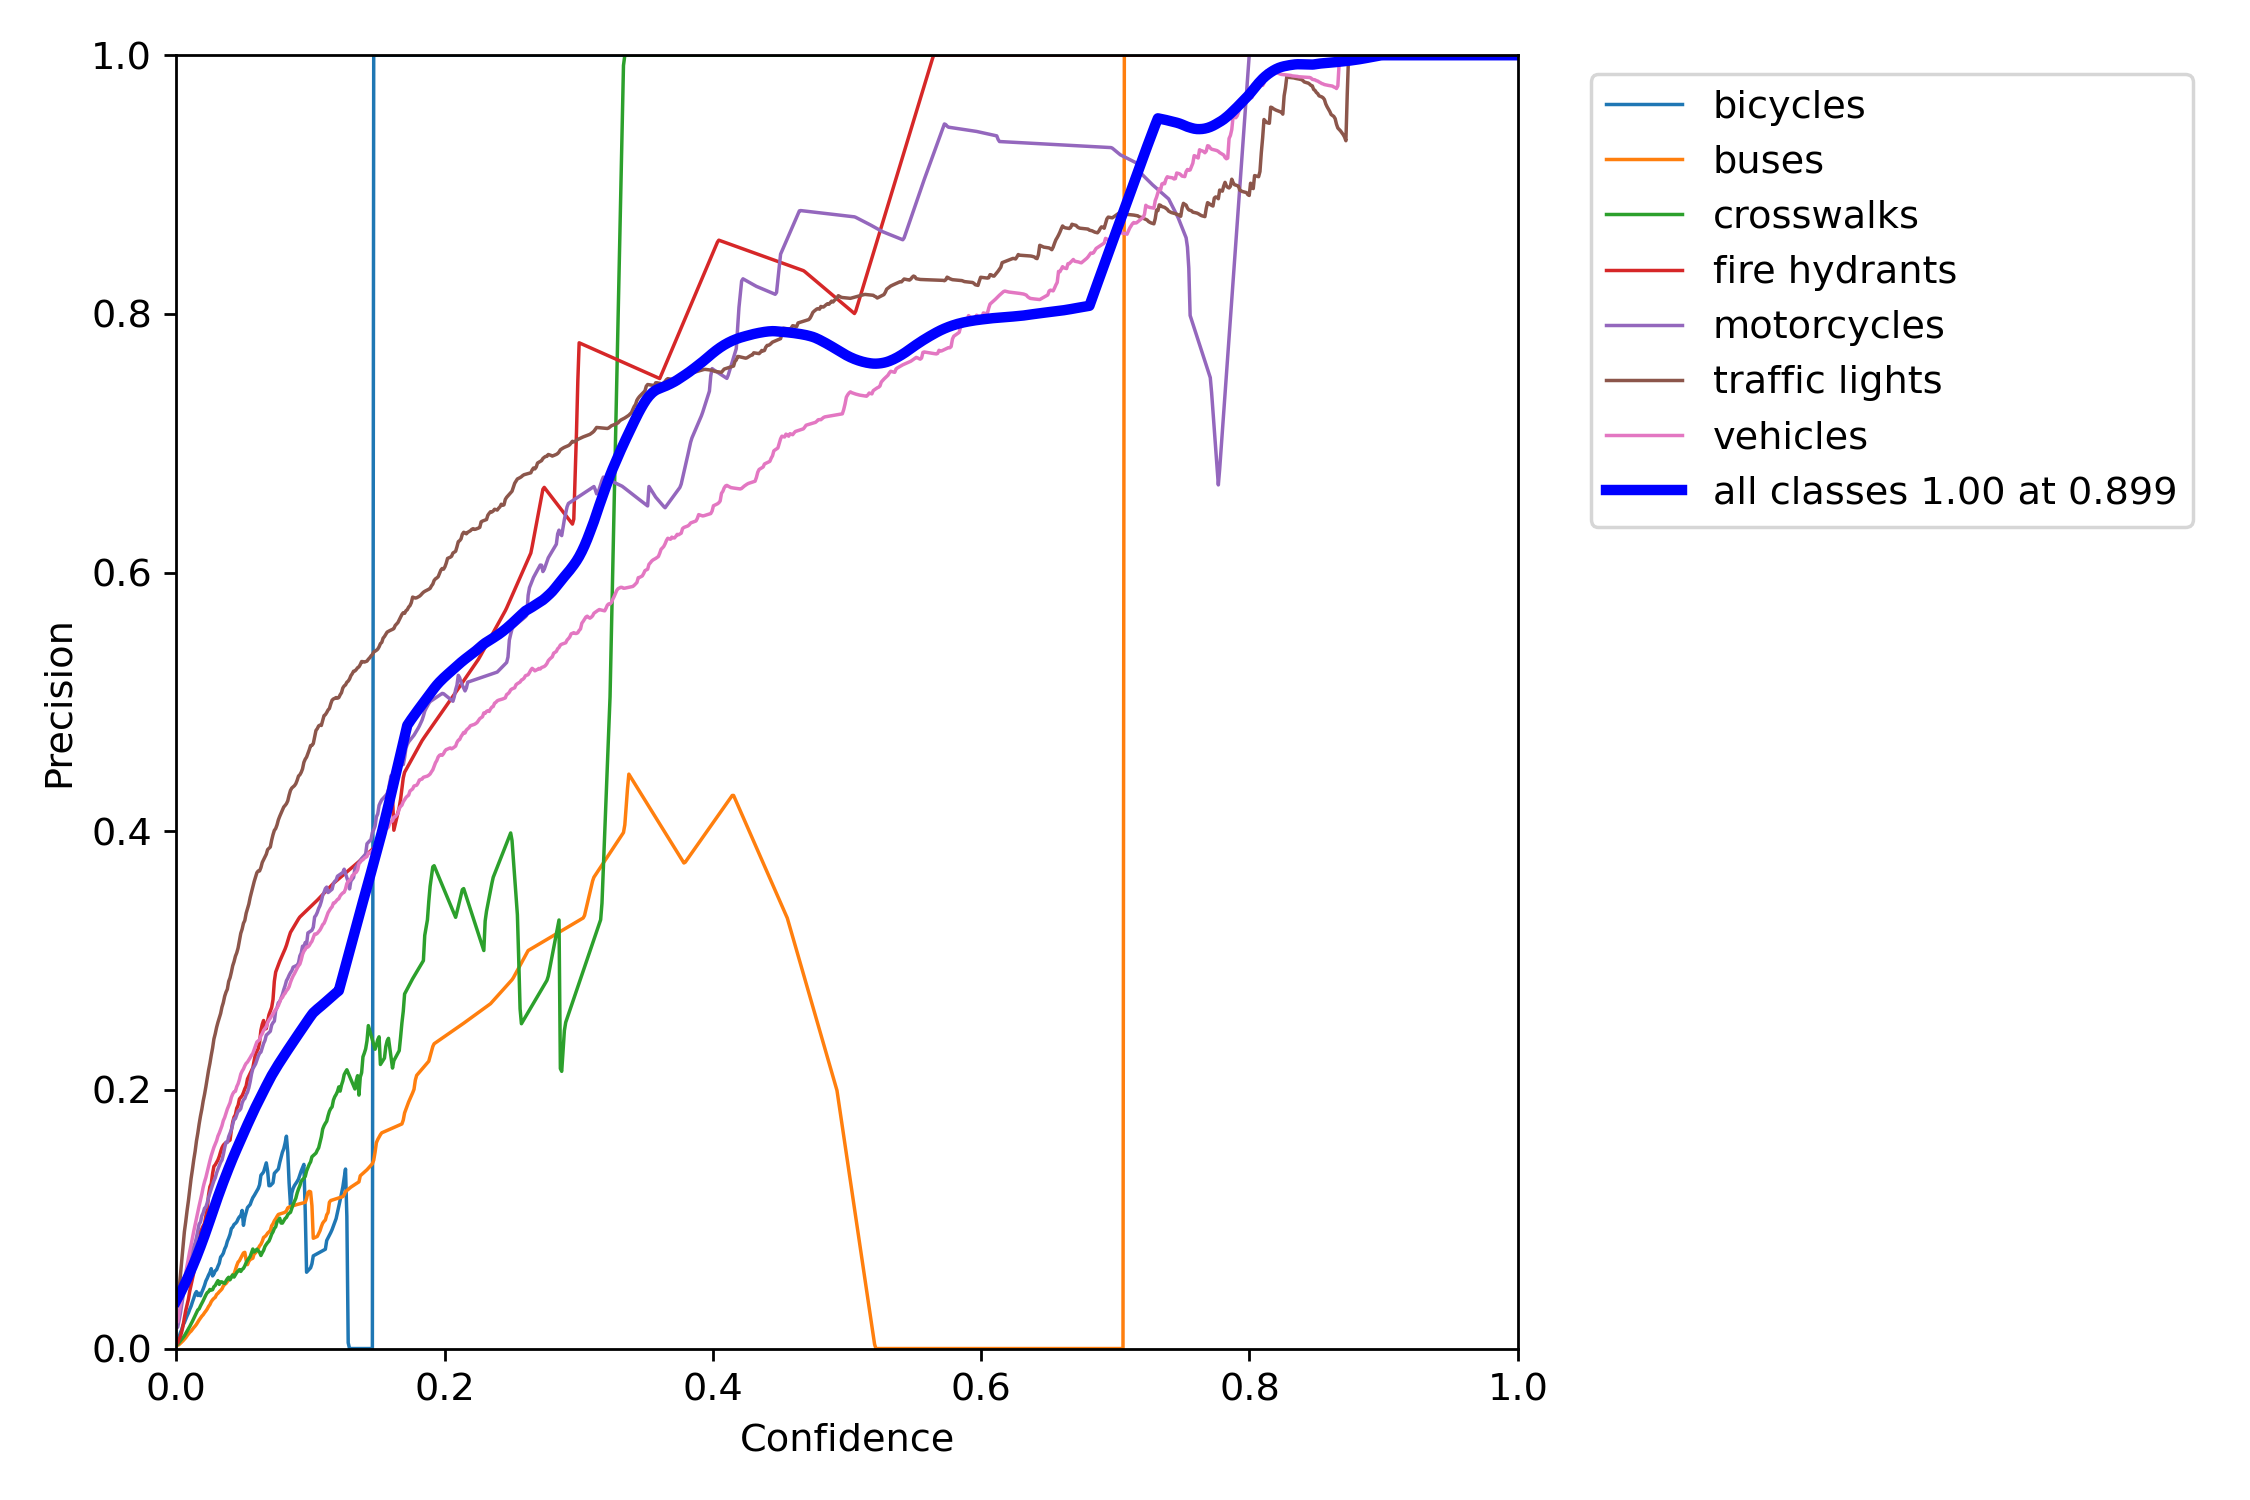 1.0
0.8
0.6
0.4
0.2
0.0
Precision
0.0 0.2 0.4 0.6 0.8 1.0
Confidence
bicycles
buses
crosswalks
fire hydrants
motorcycles
traffic lights
vehicles
all classes 1.00 at 0.899